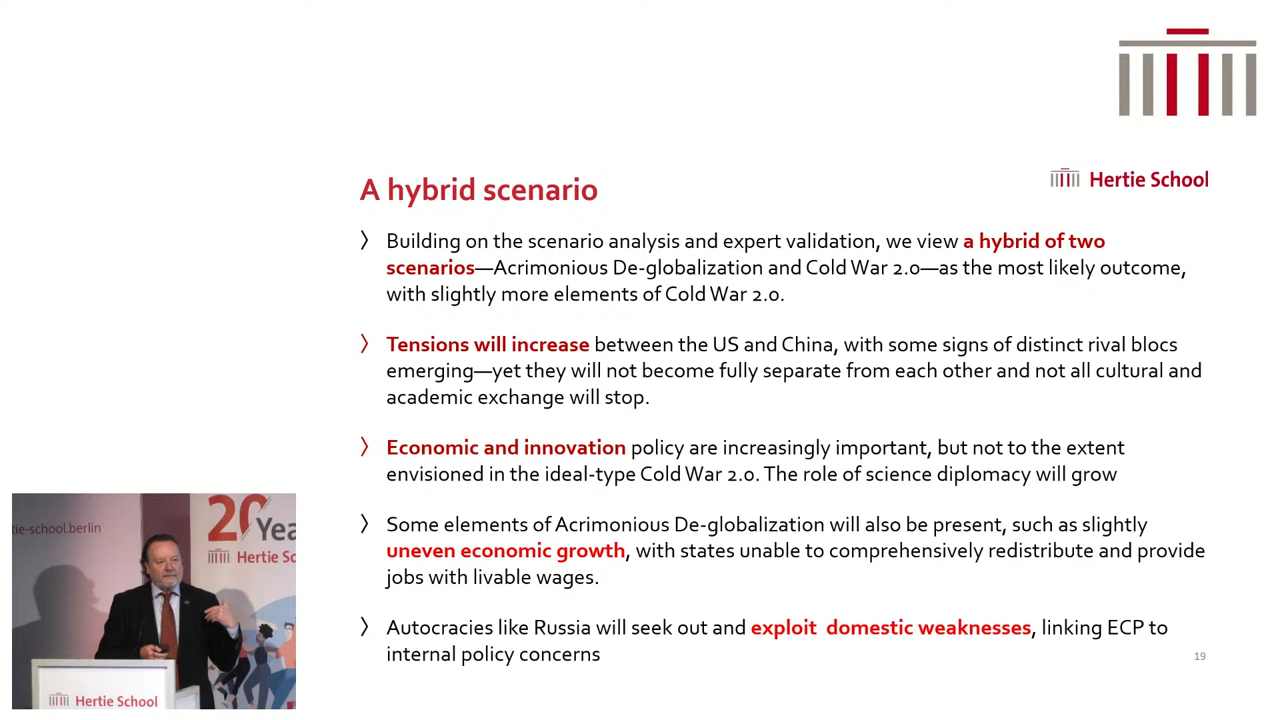 A hybrid scenario
Hertie School
〉 Building on the scenario analysis and expert validation, we view a hybrid of two
scenarios—Acrimonious De-globalization and Cold War 2.0—as the most likely outcome,
with slightly more elements of Cold War 2.0.
〉 Tensions will increase between the US and China, with some signs of distinct rival blocs
emerging—yet they will not become fully separate from each other and not all cultural and
academic exchange will stop.
〉 Economic and innovation policy are increasingly important, but not to the extent
envisioned in the ideal-type Cold War 2.0. The role of science diplomacy will grow
〉 Some elements of Acrimonious De-globalization will also be present, such as slightly
uneven economic growth, with states unable to comprehensively redistribute and provide
jobs with livable wages.
〉 Autocracies like Russia will seek out and exploit  domestic weaknesses, linking ECP to
internal policy concerns
19
tie-school.berlin
20 Yea
Hertie Sc
Hertie School